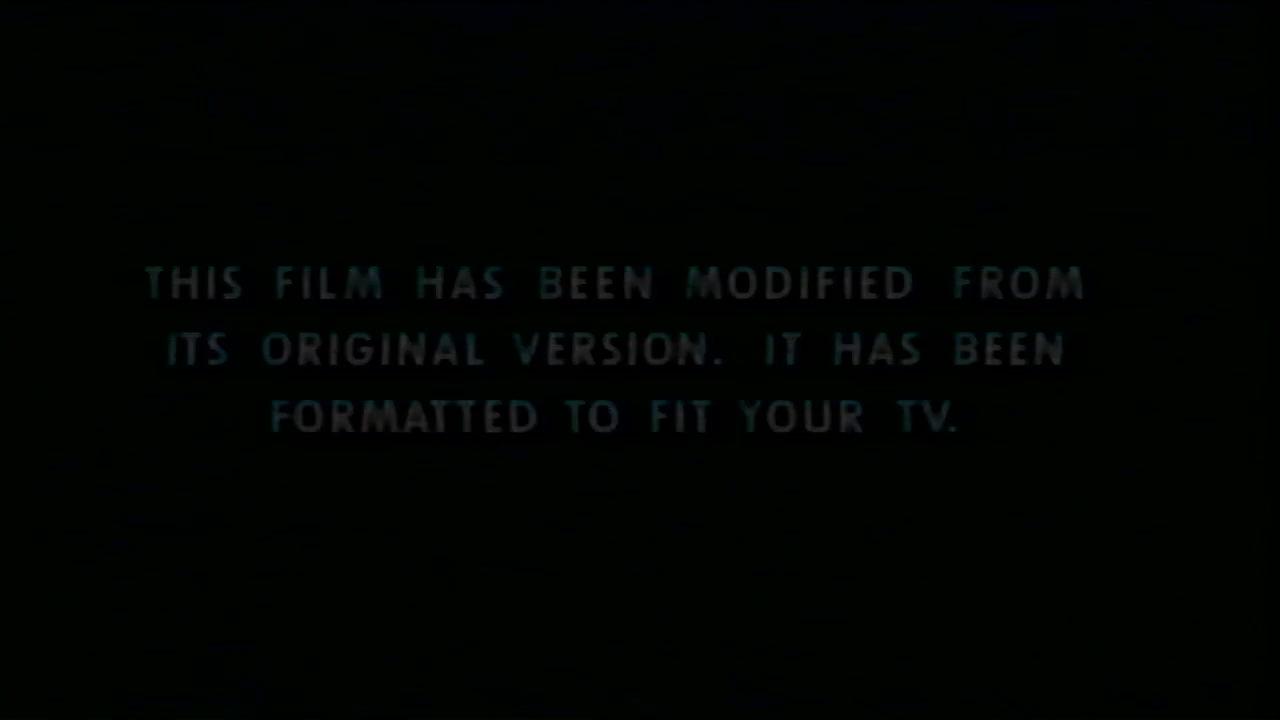 THIS FILM HAS BEEN MODIFIED FROM
ITS ORIGINAL VERSION. IT HAS BEEN
FORMATTED TO FIT YOUR TV.